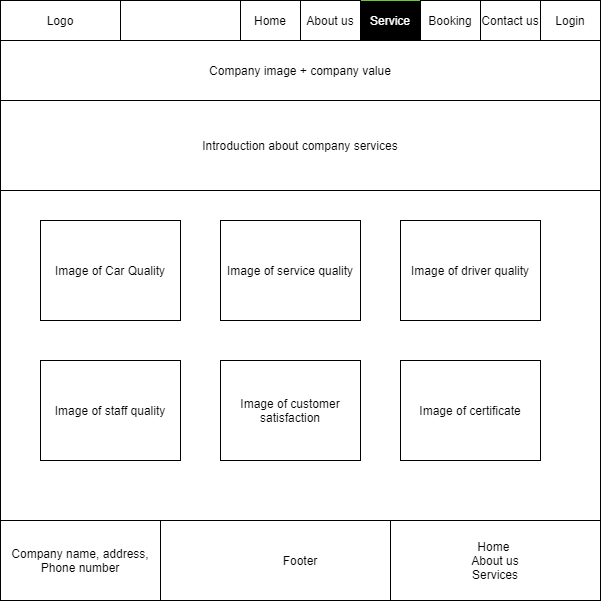 Logo
Home
About us
Service
Booking
Contact us
Login
Company image + company value
Introduction about company services
Image of Car Quality
Image of service quality
Image of driver quality
Image of staff quality
Image of customer
satisfaction
Image of certificate
Company name, address,
Phone number
Footer
Home
About us
Services